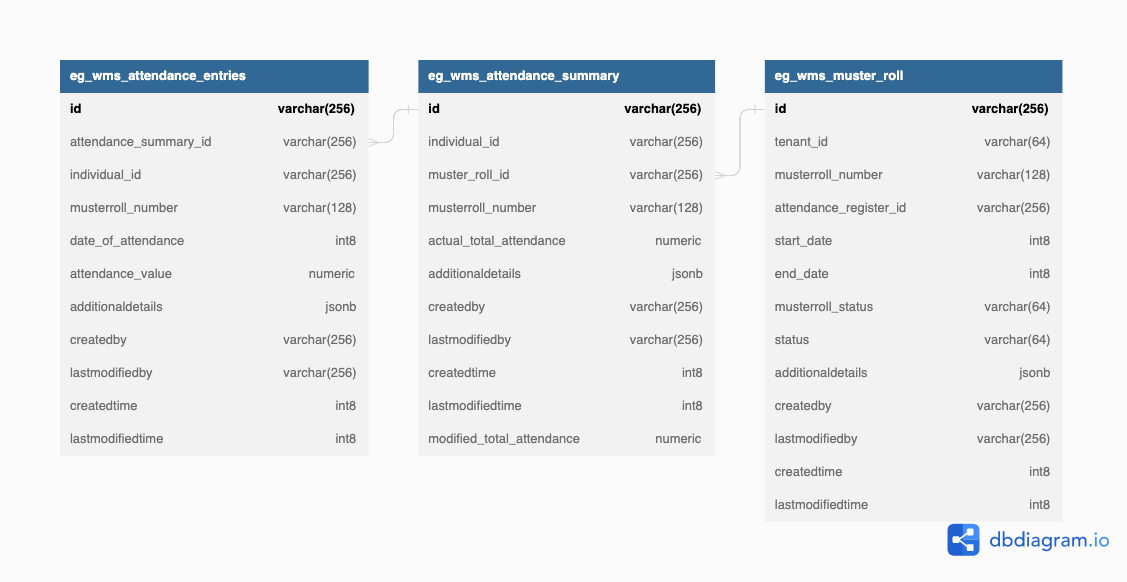 eg_wms_attendance_entries
id varchar(256)
attendance_summary_id varchar(256)
individual_id varchar(256)
musterroll_number varchar(128)
date_of_attendance int8
attendance_value numeric
additionaldetails jsonb
createdby varchar(256)
lastmodifiedby varchar(256)
createdtime int8
lastmodifiedtime int8
eg_wms_attendance_summary
id varchar(256)
individual_id varchar(256)
muster_roll_id varchar(256)
musterroll_number varchar(128)
actual_total_attendance numeric
additionaldetails jsonb
createdby varchar(256)
lastmodifiedby varchar(256)
createdtime int8
lastmodifiedtime int8
modified_total_attendance numeric
eg_wms_muster_roll
id varchar(256)
tenant_id varchar(64)
musterroll_number varchar(128)
attendance_register_id varchar(256)
start_date int8
end_date int8
musterroll_status varchar(64)
status varchar(64)
additionaldetails jsonb
createdby varchar(256)
lastmodifiedby varchar(256)
createdtime int8
lastmodifiedtime int8
dbdiagram.io